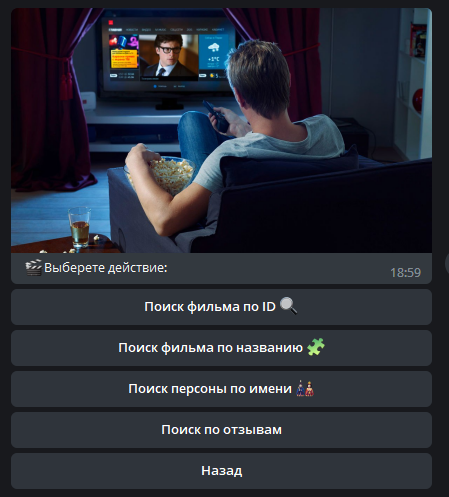 Выберете действие:
18:59
Поиск фильма по ID
Поиск фильма по названию
Поиск персоны по имени
Поиск по отзывам
Назад